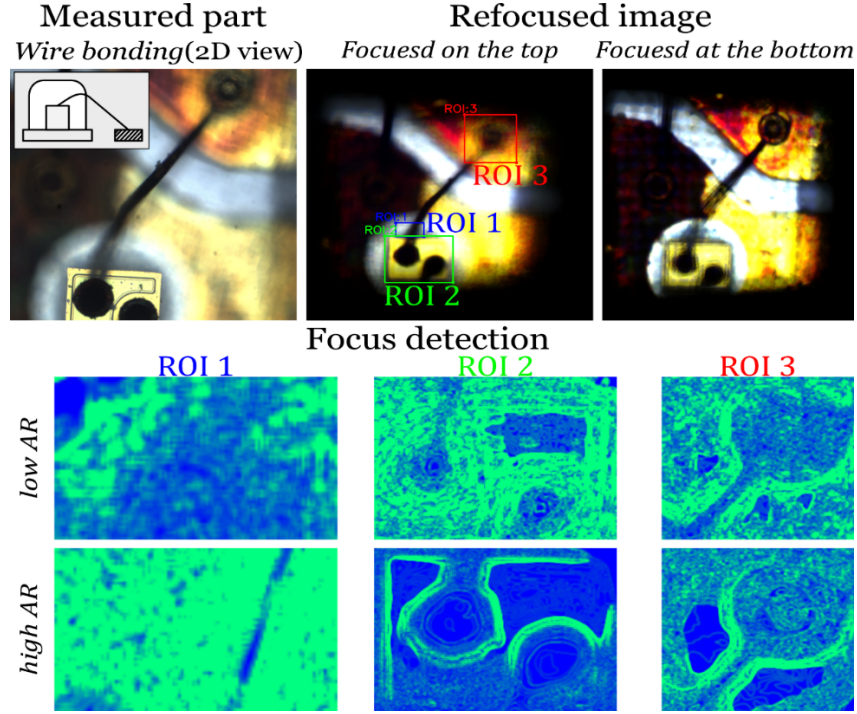 Measured part
Refocused image
Wire bonding(2D view)
Focuesd on the top
Focuesd at the bottom
ROI:3
ROI 3
ROI:1
ROI 1
ROI 2
Focus detection
ROI 1
ROI 2
ROI 3
low AR
high AR